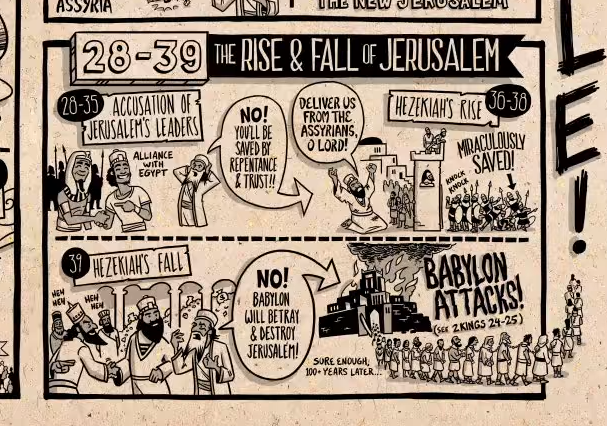 ASSYRIA
THE NEW JERUSALEM
28-39 THE RISE & FALL OF JERUSALEM
28-35 ACCUSATION OF
JERUSALEM'S LEADERS
ALLIANCE
WITH
EGYPT
NO!
YOU'LL BE
SAVED BY
REPENTANCE
& TRUST!!
DELIVER US
FROM THE
ASSYRIANS,
O LORD!
HEZEKIAH'S RISE 36-38
MIRACULOUSLY
SAVED!
KNOCK
KNOCK
39 HEZEKIAH'S FALL
HEH
HEH
HEH
HEH
NO!
BABYLON
WILL BETRAY
& DESTROY
JERUSALEM!
SURE ENOUGH,
100+ YEARS LATER...
BABYLON
ATTACKS!
(SEE 2 KINGS 24-25)
L
E
!